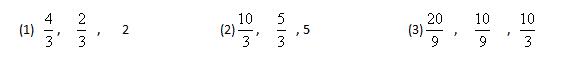 (1) 4/3, 2/3, 2 (2) -10/3, 5/3, 5 (3) -20/9, 10/9, 10/3